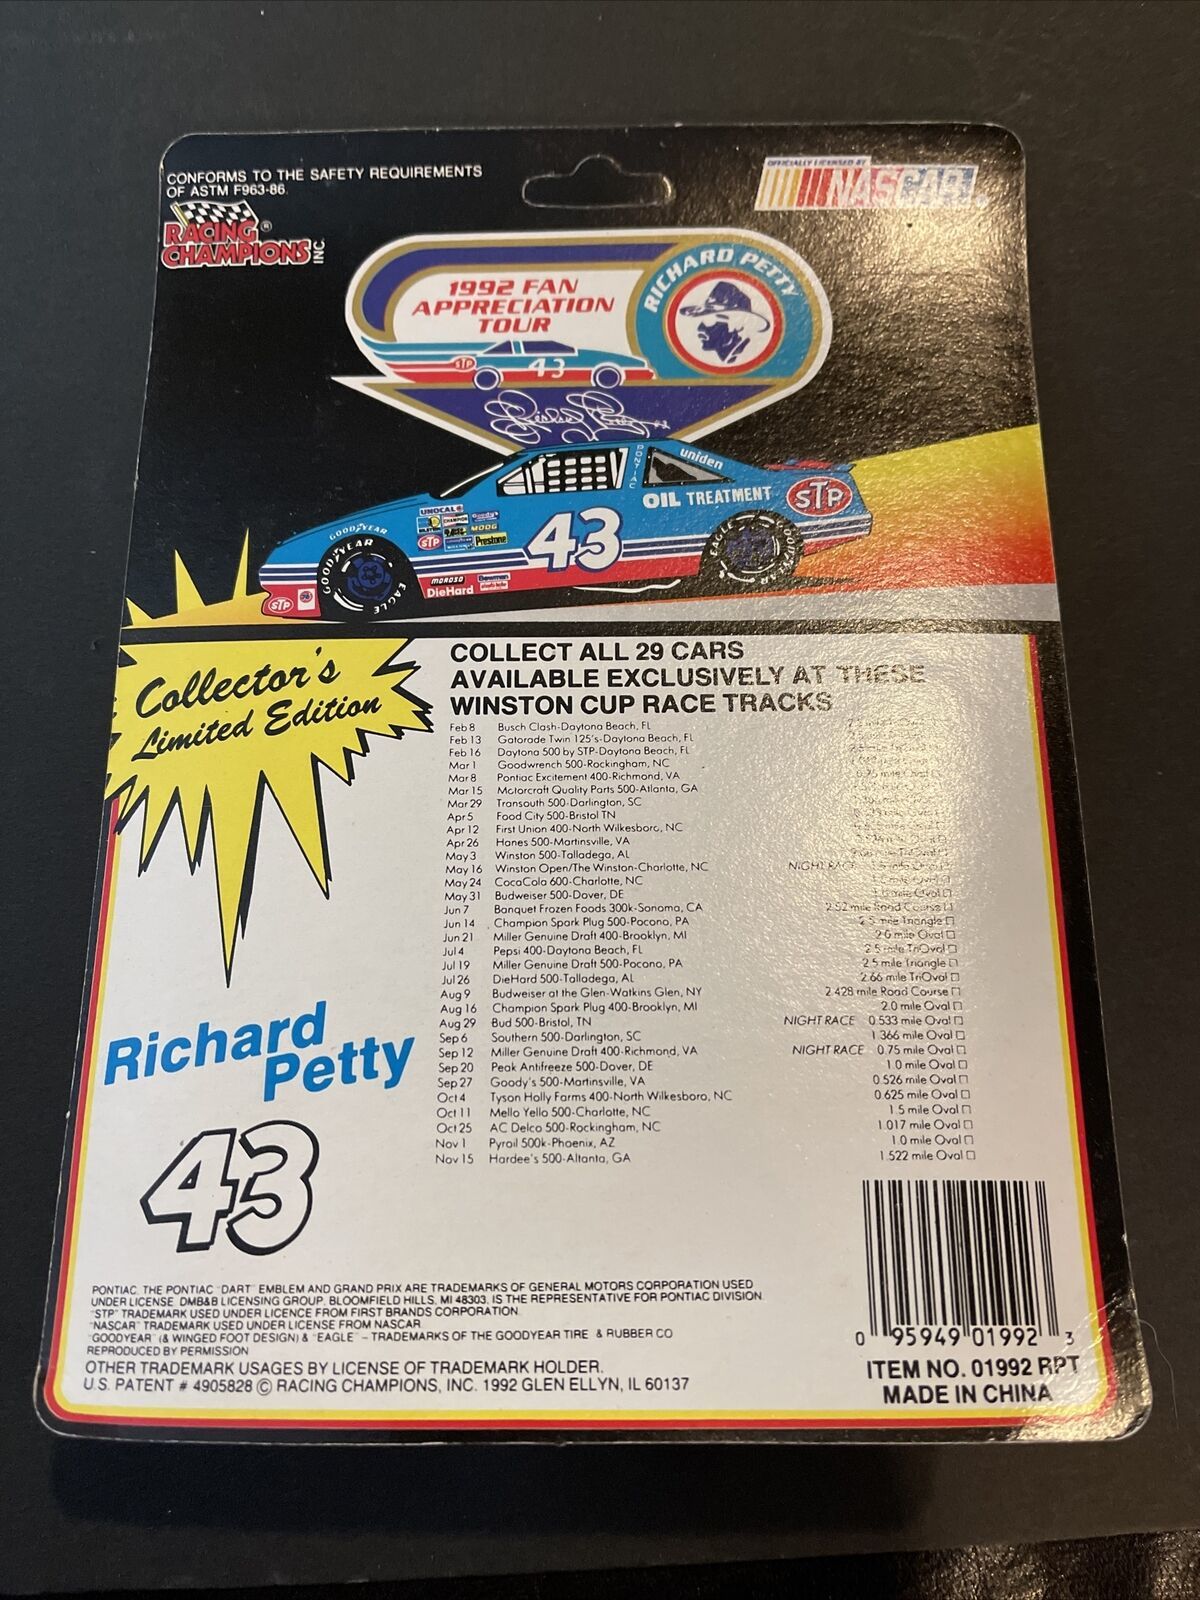 CONFORMS TO THE SAFETY REQUIREMENTS
OF ASTM F963-86.
RACING ®
CHAMPIONS INC
OFFICIALLY LICENSED BY
NASCAR®
1992 FAN
APPRECIATION
TOUR
RICHARD PETTY
STP
43
Richard Petty 43
PONTIAC
uniden
OIL TREATMENT
STP
GOODYEAR
GOODYEAR
EAGLE
UNOCAL
CHAMPION
MOOG
STP
Prestone
43
EAGLE
MOROSO
DieHard
STP
76
Collector's
Limited Edition
COLLECT ALL 29 CARS
AVAILABLE EXCLUSIVELY AT THESE
WINSTON CUP RACE TRACKS
Feb 8 Busch Clash-Daytona Beach, FL
Feb 13 Gatorade Twin 125's-Daytona Beach, FL
Feb 16 Daytona 500 by STP-Daytona Beach, FL
Mar 1 Goodwrench 500-Rockingham, NC
Mar 8 Pontiac Excitement 400-Richmond, VA
Mar 15 Motorcraft Quality Parts 500-Atlanta, GA
Mar 29 Transouth 500-Darlington, SC
Apr 5 Food City 500-Bristol TN
Apr 12 First Union 400-North Wilkesboro, NC
Apr 26 Hanes 500-Martinsville, VA
May 3 Winston 500-Talladega, AL
May 16 Winston Open/The Winston-Charlotte, NC NIGHT RACE
May 24 CocaCola 600-Charlotte, NC
May 31 Budweiser 500-Dover, DE
Jun 7 Banquet Frozen Foods 300k-Sonoma, CA 2.52 mile Road Course
Jun 14 Champion Spark Plug 500-Pocono, PA 2.5 mile Triangle
Jun 21 Miller Genuine Draft 400-Brooklyn, MI 2.0 mile Oval
Jul 4 Pepsi 400-Daytona Beach, FL 2.5 mile TriOval
Jul 19 Miller Genuine Draft 500-Pocono, PA 2.5 mile Triangle
Jul 26 DieHard 500-Talladega, AL 2.66 mile TriOval
Aug 9 Budweiser at the Glen-Watkins Glen, NY 2.428 mile Road Course
Aug 16 Champion Spark Plug 400-Brooklyn, MI 2.0 mile Oval
Aug 29 Bud 500-Bristol, TN NIGHT RACE 0.533 mile Oval
Sep 6 Southern 500-Darlington, SC 1.366 mile Oval
Sep 12 Miller Genuine Draft 400-Richmond, VA NIGHT RACE 0.75 mile Oval
Sep 20 Peak Antifreeze 500-Dover, DE 1.0 mile Oval
Sep 27 Goody's 500-Martinsville, VA 0.526 mile Oval
Oct 4 Tyson Holly Farms 400-North Wilkesboro, NC 0.625 mile Oval
Oct 11 Mello Yello 500-Charlotte, NC 1.5 mile Oval
Oct 25 AC Delco 500-Rockingham, NC 1.017 mile Oval
Nov 1 Pyroil 500k-Phoenix, AZ 1.0 mile Oval
Nov 15 Hardee's 500-Altanta, GA 1.522 mile Oval
Richard
Petty
43
PONTIAC, THE PONTIAC "DART" EMBLEM AND GRAND PRIX ARE TRADEMARKS OF GENERAL MOTORS CORPORATION USED
UNDER LICENSE. DMB&B LICENSING GROUP, BLOOMFIELD HILLS, MI 48303, IS THE REPRESENTATIVE FOR PONTIAC DIVISION.
"STP" TRADEMARK USED UNDER LICENCE FROM FIRST BRANDS CORPORATION.
"NASCAR" TRADEMARK USED UNDER LICENSE FROM NASCAR
"GOODYEAR" (& WINGED FOOT DESIGN) & "EAGLE" – TRADEMARKS OF THE GOODYEAR TIRE & RUBBER CO
REPRODUCED BY PERMISSION
OTHER TRADEMARK USAGES BY LICENSE OF TRADEMARK HOLDER.
U.S. PATENT # 4905828 © RACING CHAMPIONS, INC. 1992 GLEN ELLYN, IL 60137
0 95949 01992 3
ITEM NO. 01992 RPT
MADE IN CHINA